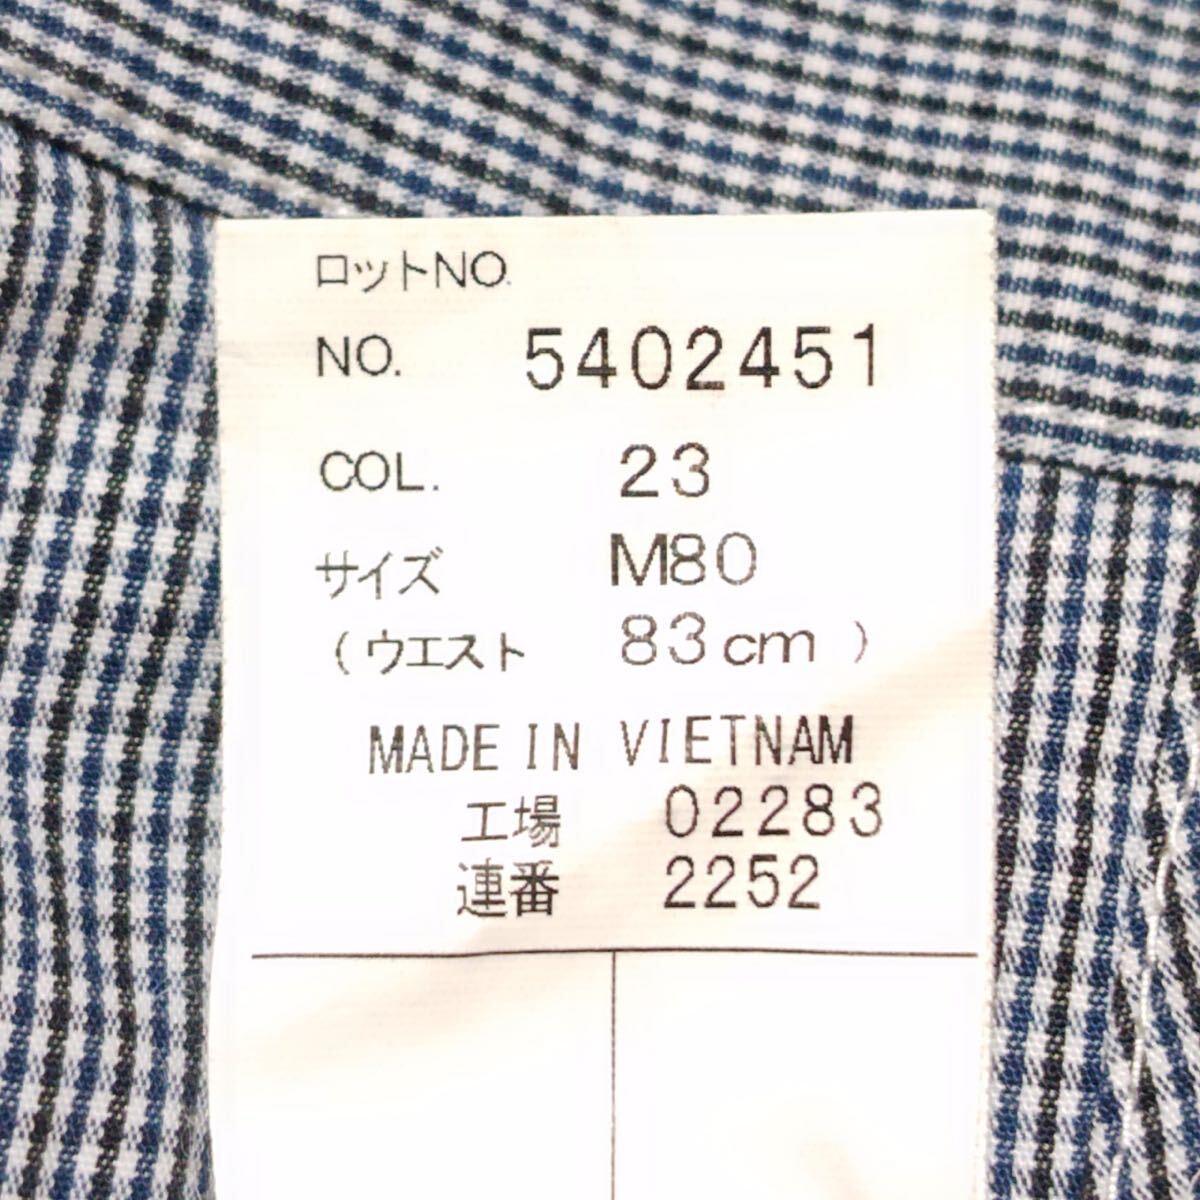 ロットNO.
NO. 5402451
COL. 23
サイズ M80
(ウエスト 83cm)
MADE IN VIETNAM
工場 02283
連番 2252